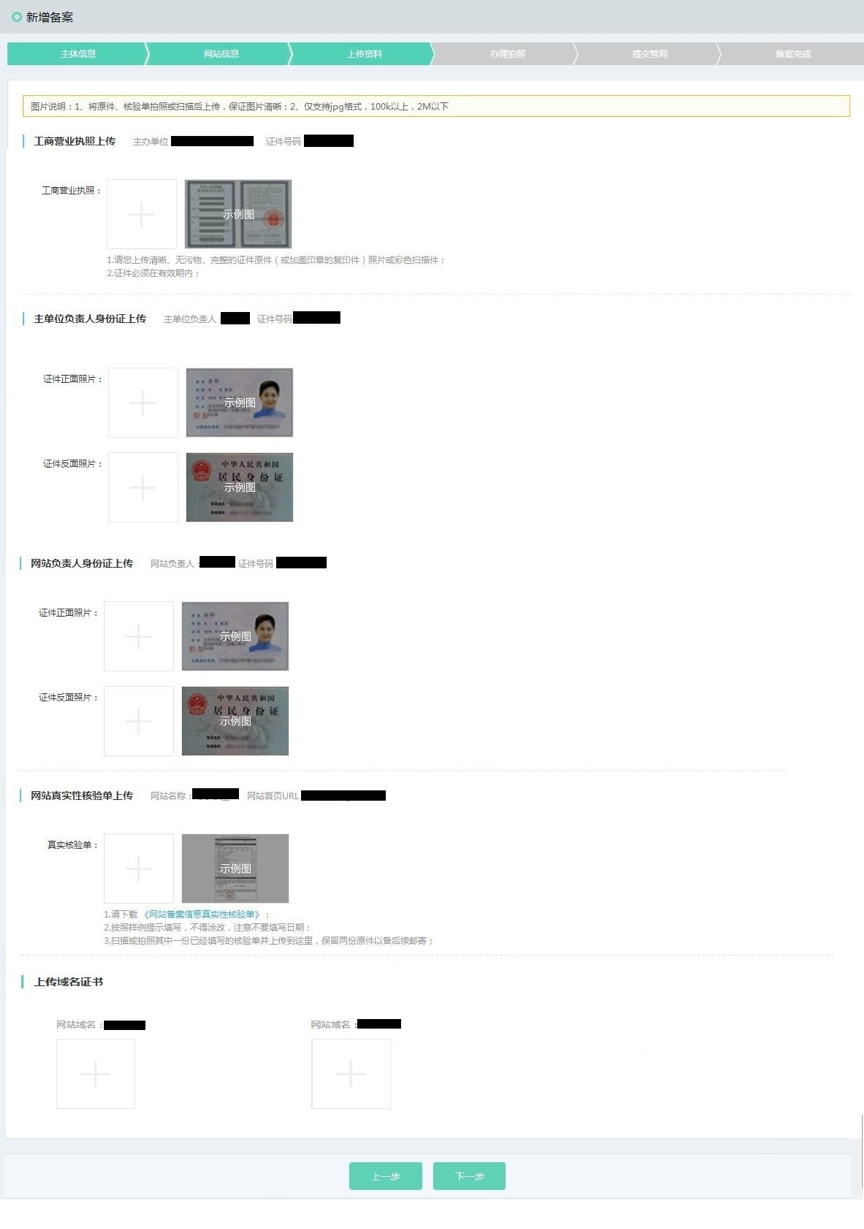 新增备案
主体信息 网站信息 上传资料 办理拍照 提交管局 备案完成
图片说明：1、将原件、核验单拍照或扫描后上传，保证图片清晰；2、仅支持jpg格式，100k以上，2M以下
工商营业执照上传 主办单位 证件号码
工商营业执照：
示例图
1.请您上传清晰、无污物、完整的证件原件（或加盖印章的复印件）照片或彩色扫描件；
2.证件必须在有效期内；
主单位负责人身份证上传 主单位负责人 证件号码
证件正面照片：
示例图
证件反面照片：
中华人民共和国
居民身份证
示例图
网站负责人身份证上传 网站负责人： 证件号码
证件正面照片：
示例图
证件反面照片：
中华人民共和国
居民身份证
示例图
网站真实性核验单上传 网站名称： 网站首页URL
真实核验单：
示例图
1.请下载 《网站备案信息真实性核验单》；
2.按照样例提示填写，不得涂改，注意不要填写日期；
3.扫描或拍照其中一份已经填写的核验单并上传到这里，保留两份原件以备后续邮寄；
上传域名证书
网站域名： 网站域名：
上一步 下一步